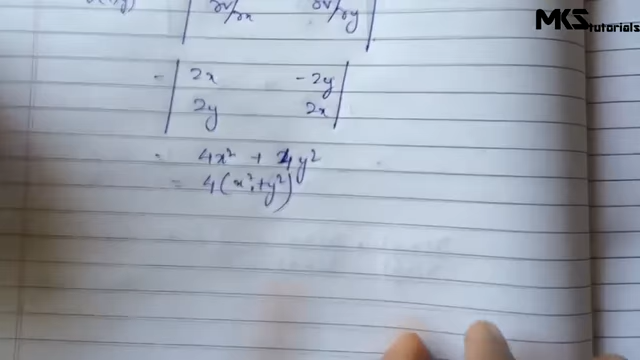 MKS tutorials
∂v/∂x ∂v/∂y
= | 2x -2y |
| 2y 2x |
= 4x² + 4y²
= 4(x²+y²)